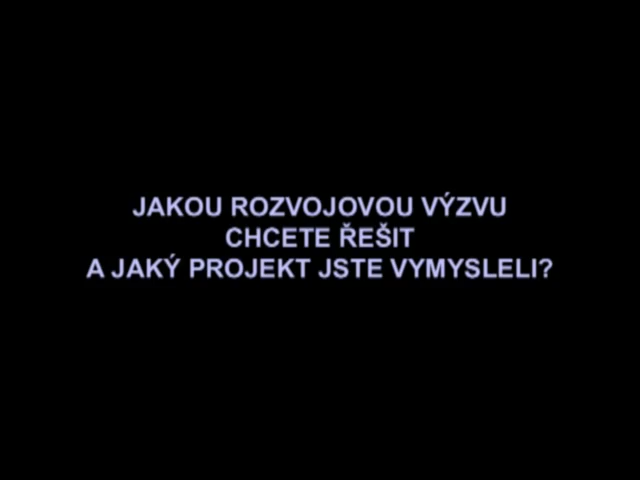 JAKOU ROZVOJOVOU VÝZVU
CHCETE ŘEŠIT
A JAKÝ PROJEKT JSTE VYMYSLELI?